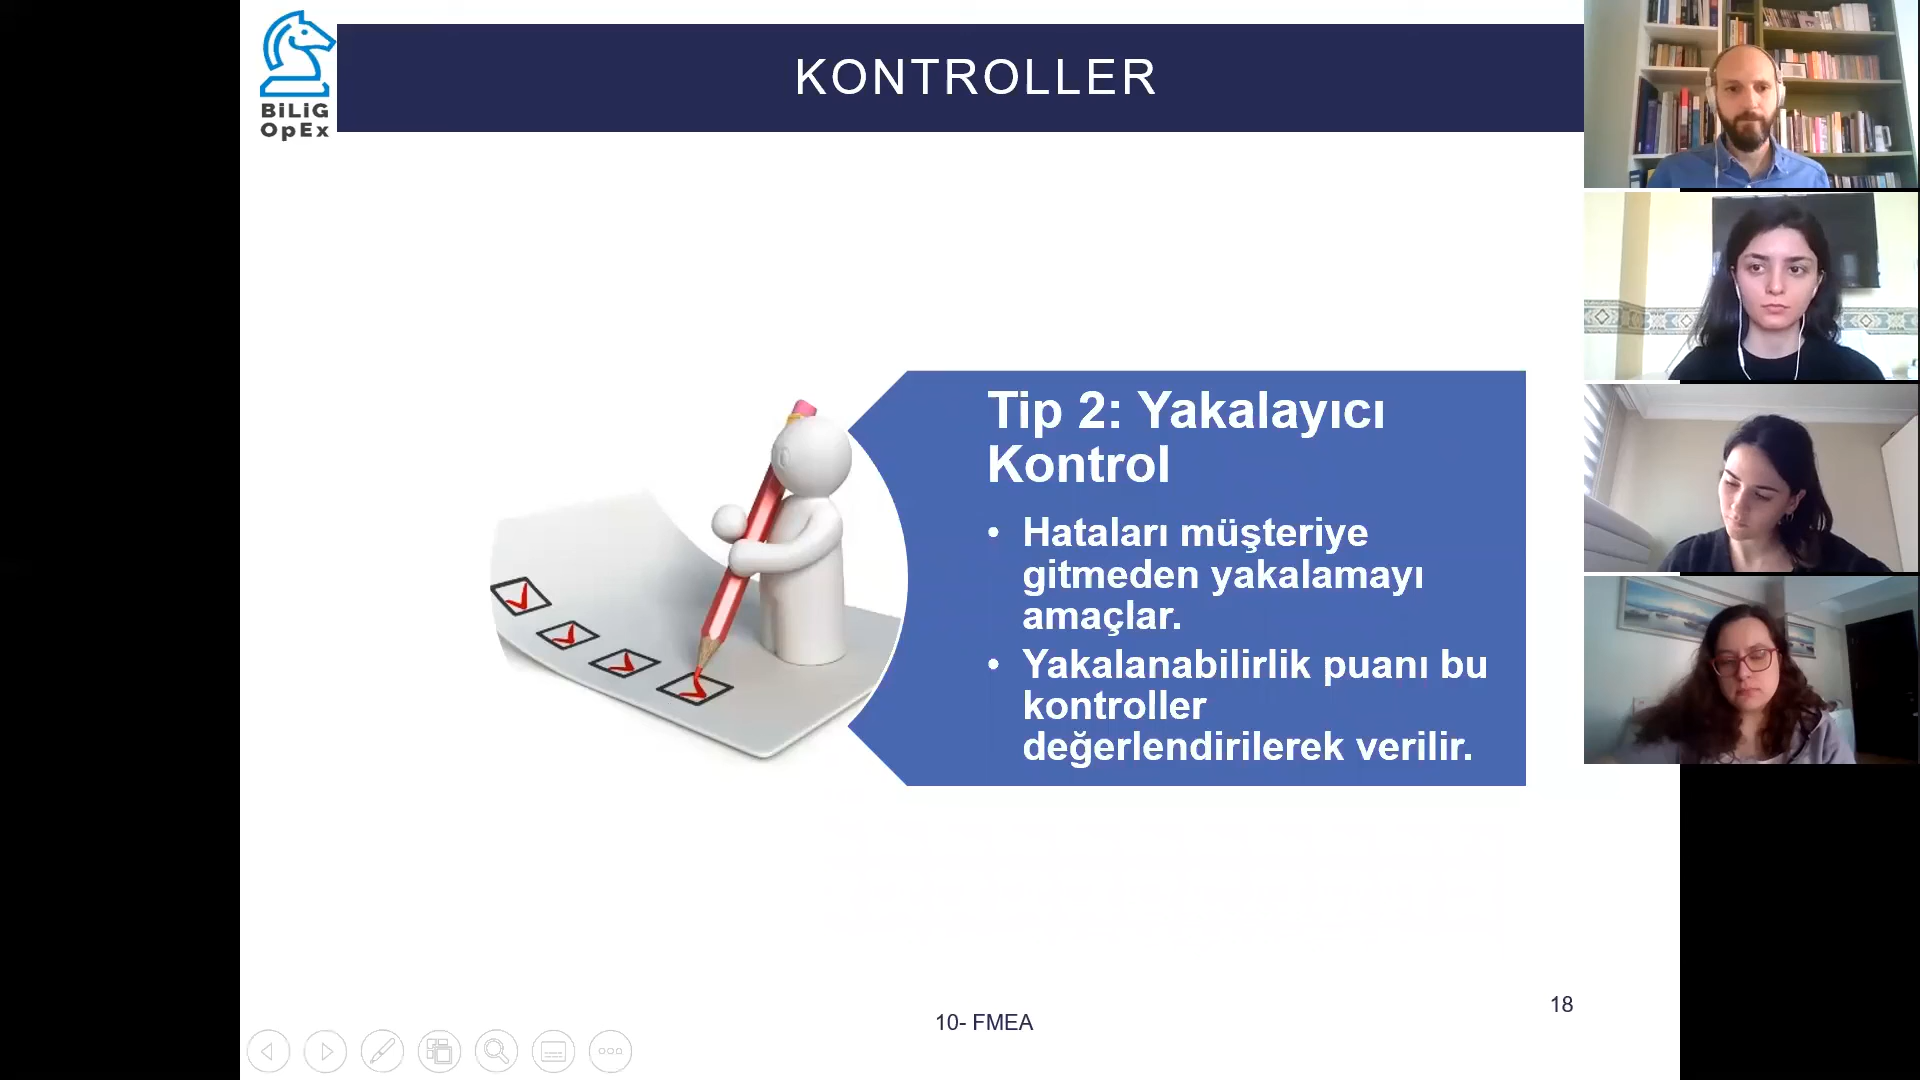 BiLiG
OpEx
KONTROLLER
Tip 2: Yakalayıcı
Kontrol
• Hataları müşteriye
gitmeden yakalamayı
amaçlar.
• Yakalanabilirlik puanı bu
kontroller
değerlendirilerek verilir.
10- FMEA
18